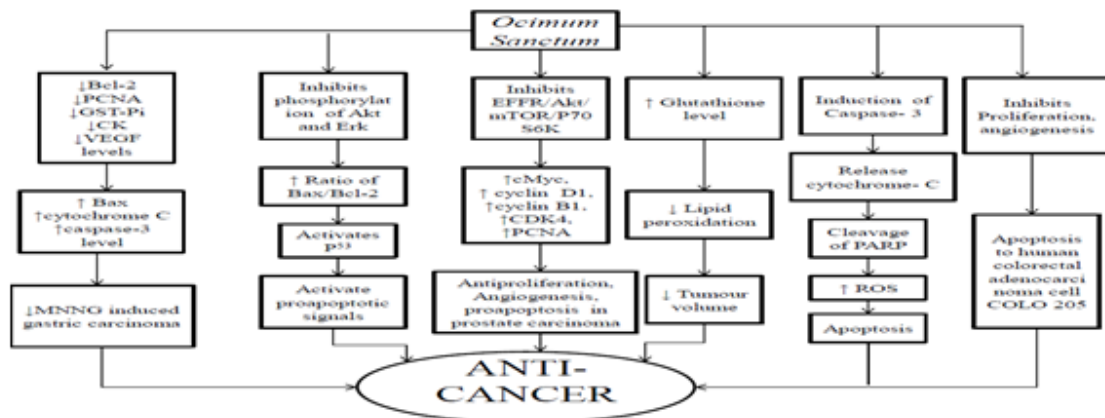 Ocimum
Sanctum
↓Bcl-2
↓PCNA
↓GST-Pi
↓CK
↓VEGF
levels
↑ Bax
↑cytochrome C
↑caspase-3
level
↓MNNG induced
gastric carcinoma
Inhibits
phosphorylat
ion of Akt
and Erk
↑ Ratio of
Bax/Bcl-2
Activates
p53
Activate
proapoptotic
signals
Inhibits
EFFR/Akt/
mTOR/P70
S6K
↑cMyc,
↑ cyclin D1,
↑cyclin B1,
↑CDK4,
↑PCNA
Antiproliferation,
Angiogenesis,
proapoptosis in
prostate carcinoma
↑ Glutathione
level
↓ Lipid
peroxidation
↓ Tumour
volume
Induction of
Caspase- 3
Release
cytochrome- C
Cleavage
of PARP
↑ ROS
Apoptosis
Inhibits
Proliferation,
angiogenesis
Apoptosis
to human
colorectal
adenocarci
noma cell
COLO 205
ANTI-
CANCER